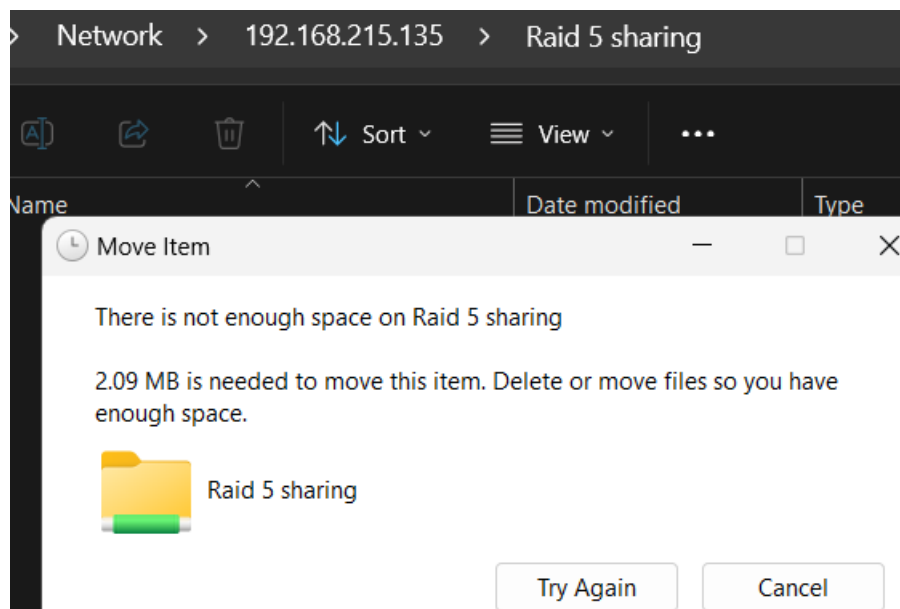 > Network > 192.168.215.135 > Raid 5 sharing
A Sort View ...
Name Date modified Type
Move Item
There is not enough space on Raid 5 sharing
2.09 MB is needed to move this item. Delete or move files so you have
enough space.
Raid 5 sharing
Try Again Cancel